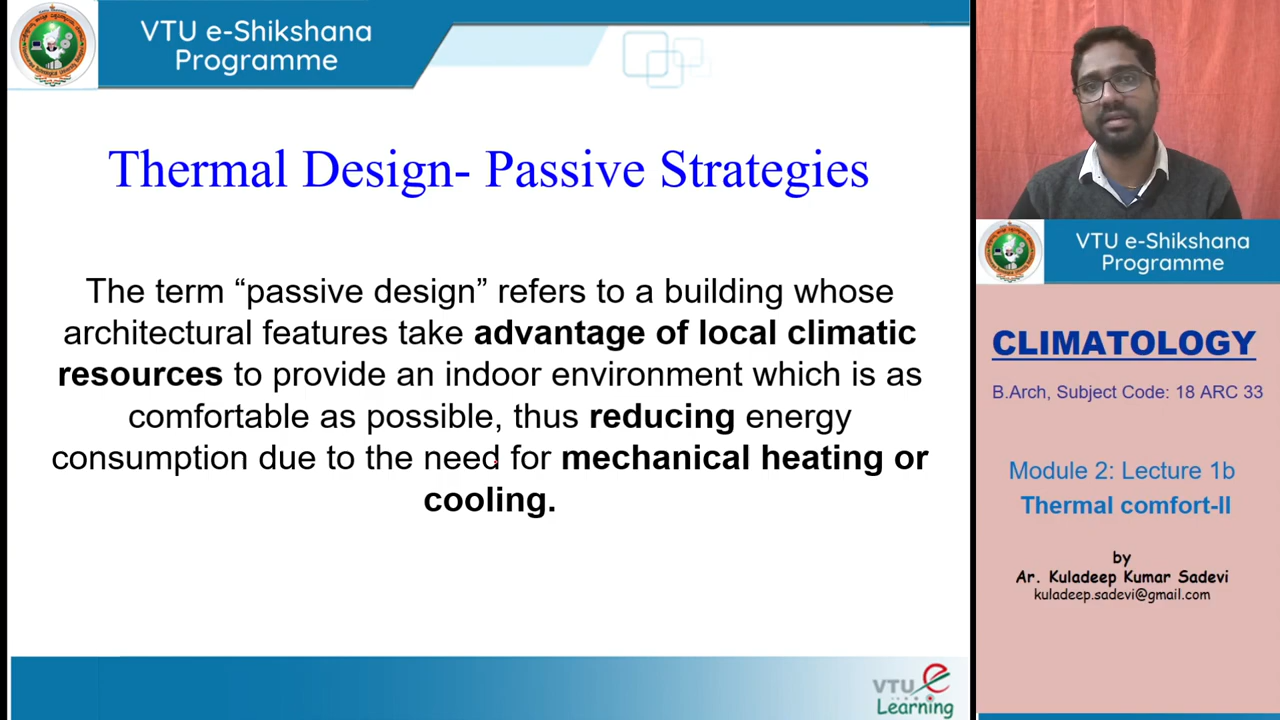 VTU e-Shikshana
Programme
Thermal Design- Passive Strategies
The term “passive design” refers to a building whose
architectural features take advantage of local climatic
resources to provide an indoor environment which is as
comfortable as possible, thus reducing energy
consumption due to the need for mechanical heating or
cooling.
VTU e
Learning
VTU e-Shikshana
Programme
CLIMATOLOGY
B.Arch, Subject Code: 18 ARC 33
Module 2: Lecture 1b
Thermal comfort-II
by
Ar. Kuladeep Kumar Sadevi
kuladeep.sadevi@gmail.com